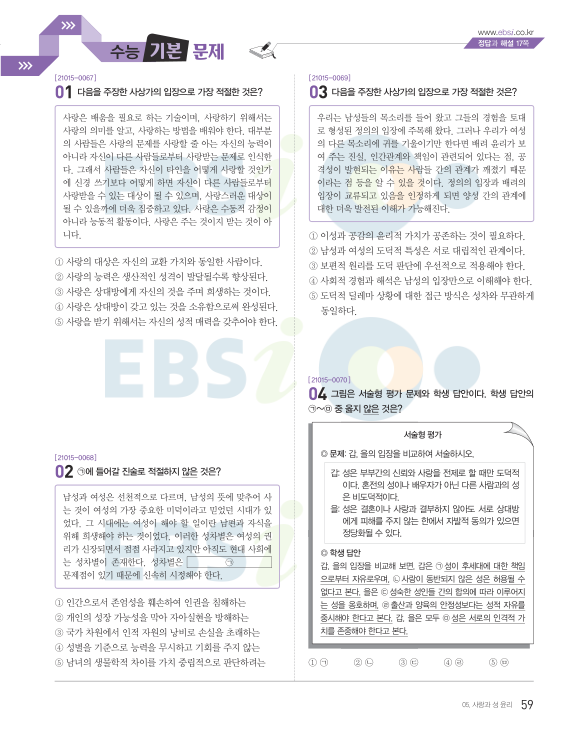 www.ebsi.co.kr
정답과 해설 17쪽
수능 기본 문제
[21015-0067]
01 다음을 주장한 사상가의 입장으로 가장 적절한 것은?
사랑은 배움을 필요로 하는 기술이며, 사랑하기 위해서는
사랑의 의미를 알고, 사랑하는 방법을 배워야 한다. 대부분
의 사람들은 사랑의 문제를 사랑할 줄 아는 자신의 능력이
아니라 자신이 다른 사람들로부터 사랑받는 문제로 인식한
다. 그래서 사람들은 자신이 타인을 어떻게 사랑할 것인가
에 신경 쓰기보다 어떻게 하면 자신이 다른 사람들로부터
사랑받을 수 있는 대상이 될 수 있으며, 사랑스러운 대상이
될 수 있을까에 더욱 집중하고 있다. 사랑은 수동적 감정이
아니라 능동적 활동이다. 사랑은 주는 것이지 받는 것이 아
니다.
① 사랑의 대상은 자신의 교환 가치와 동일한 사람이다.
② 사랑의 능력은 생산적인 성격이 발달될수록 향상된다.
③ 사랑은 상대방에게 자신의 것을 주며 희생하는 것이다.
④ 사랑은 상대방이 갖고 있는 것을 소유함으로써 완성된다.
⑤ 사랑을 받기 위해서는 자신의 성적 매력을 갖추어야 한다.
[21015-0068]
02 ㉠에 들어갈 진술로 적절하지 않은 것은?
남성과 여성은 선천적으로 다르며, 남성의 뜻에 맞추어 사
는 것이 여성의 가장 중요한 미덕이라고 믿었던 시대가 있
었다. 그 시대에는 여성이 해야 할 일이란 남편과 자식을
위해 희생해야 하는 것이었다. 이러한 성차별은 여성의 권
리가 신장되면서 점점 사라지고 있지만 아직도 현대 사회에
는 성차별이 존재한다. 성차별은 ㉠
문제점이 있기 때문에 신속히 시정해야 한다.
① 인간으로서 존엄성을 훼손하여 인권을 침해하는
② 개인의 성장 가능성을 막아 자아실현을 방해하는
③ 국가 차원에서 인적 자원의 낭비로 손실을 초래하는
④ 성별을 기준으로 능력을 무시하고 기회를 주지 않는
⑤ 남녀의 생물학적 차이를 가치 중립적으로 판단하려는
[21015-0069]
03 다음을 주장한 사상가의 입장으로 가장 적절한 것은?
우리는 남성들의 목소리를 들어 왔고 그들의 경험을 토대
로 형성된 정의의 입장에 주목해 왔다. 그러나 우리가 여성
의 다른 목소리에 귀를 기울이기만 한다면 배려 윤리가 보
여 주는 진실, 인간관계와 책임이 관련되어 있다는 점, 공
격성이 발현되는 이유는 사람들 간의 관계가 깨졌기 때문
이라는 점 등을 알 수 있을 것이다. 정의의 입장과 배려의
입장이 교류되고 있음을 인정하게 되면 양성 간의 관계에
대한 더욱 발전된 이해가 가능해진다.
① 이성과 공감의 윤리적 가치가 공존하는 것이 필요하다.
② 남성과 여성의 도덕적 특성은 서로 대립적인 관계이다.
③ 보편적 원리를 도덕 판단에 우선적으로 적용해야 한다.
④ 사회적 경험과 해석은 남성의 입장만으로 이해해야 한다.
⑤ 도덕적 딜레마 상황에 대한 접근 방식은 성차와 무관하게
동일하다.
[21015-0070]
04 그림은 서술형 평가 문제와 학생 답안이다. 학생 답안의
㉠~㉤ 중 옳지 않은 것은?
서술형 평가
◎ 문제: 갑, 을의 입장을 비교하여 서술하시오.
갑: 성은 부부간의 신뢰와 사랑을 전제로 할 때만 도덕적
이다. 혼전의 성이나 배우자가 아닌 다른 사람과의 성
은 비도덕적이다.
을: 성은 결혼이나 사랑과 결부하지 않아도 서로 상대방
에게 피해를 주지 않는 한에서 자발적 동의가 있으면
정당화될 수 있다.
◎ 학생 답안
갑, 을의 입장을 비교해 보면, 갑은 ㉠ 성이 후세대에 대한 책임
으로부터 자유로우며, ㉡ 사랑이 동반되지 않은 성은 허용될 수
없다고 본다. 을은 ㉢ 성숙한 성인들 간의 합의에 따라 이루어지
는 성을 옹호하며, ㉣ 출산과 양육의 안정성보다는 성적 자유를
중시해야 한다고 본다. 갑, 을은 모두 ㉤ 성은 서로의 인격적 가
치를 존중해야 한다고 본다.
① ㉠ ② ㉡ ③ ㉢ ④ ㉣ ⑤ ㉤
05. 사랑과 성 윤리 59
EBSi